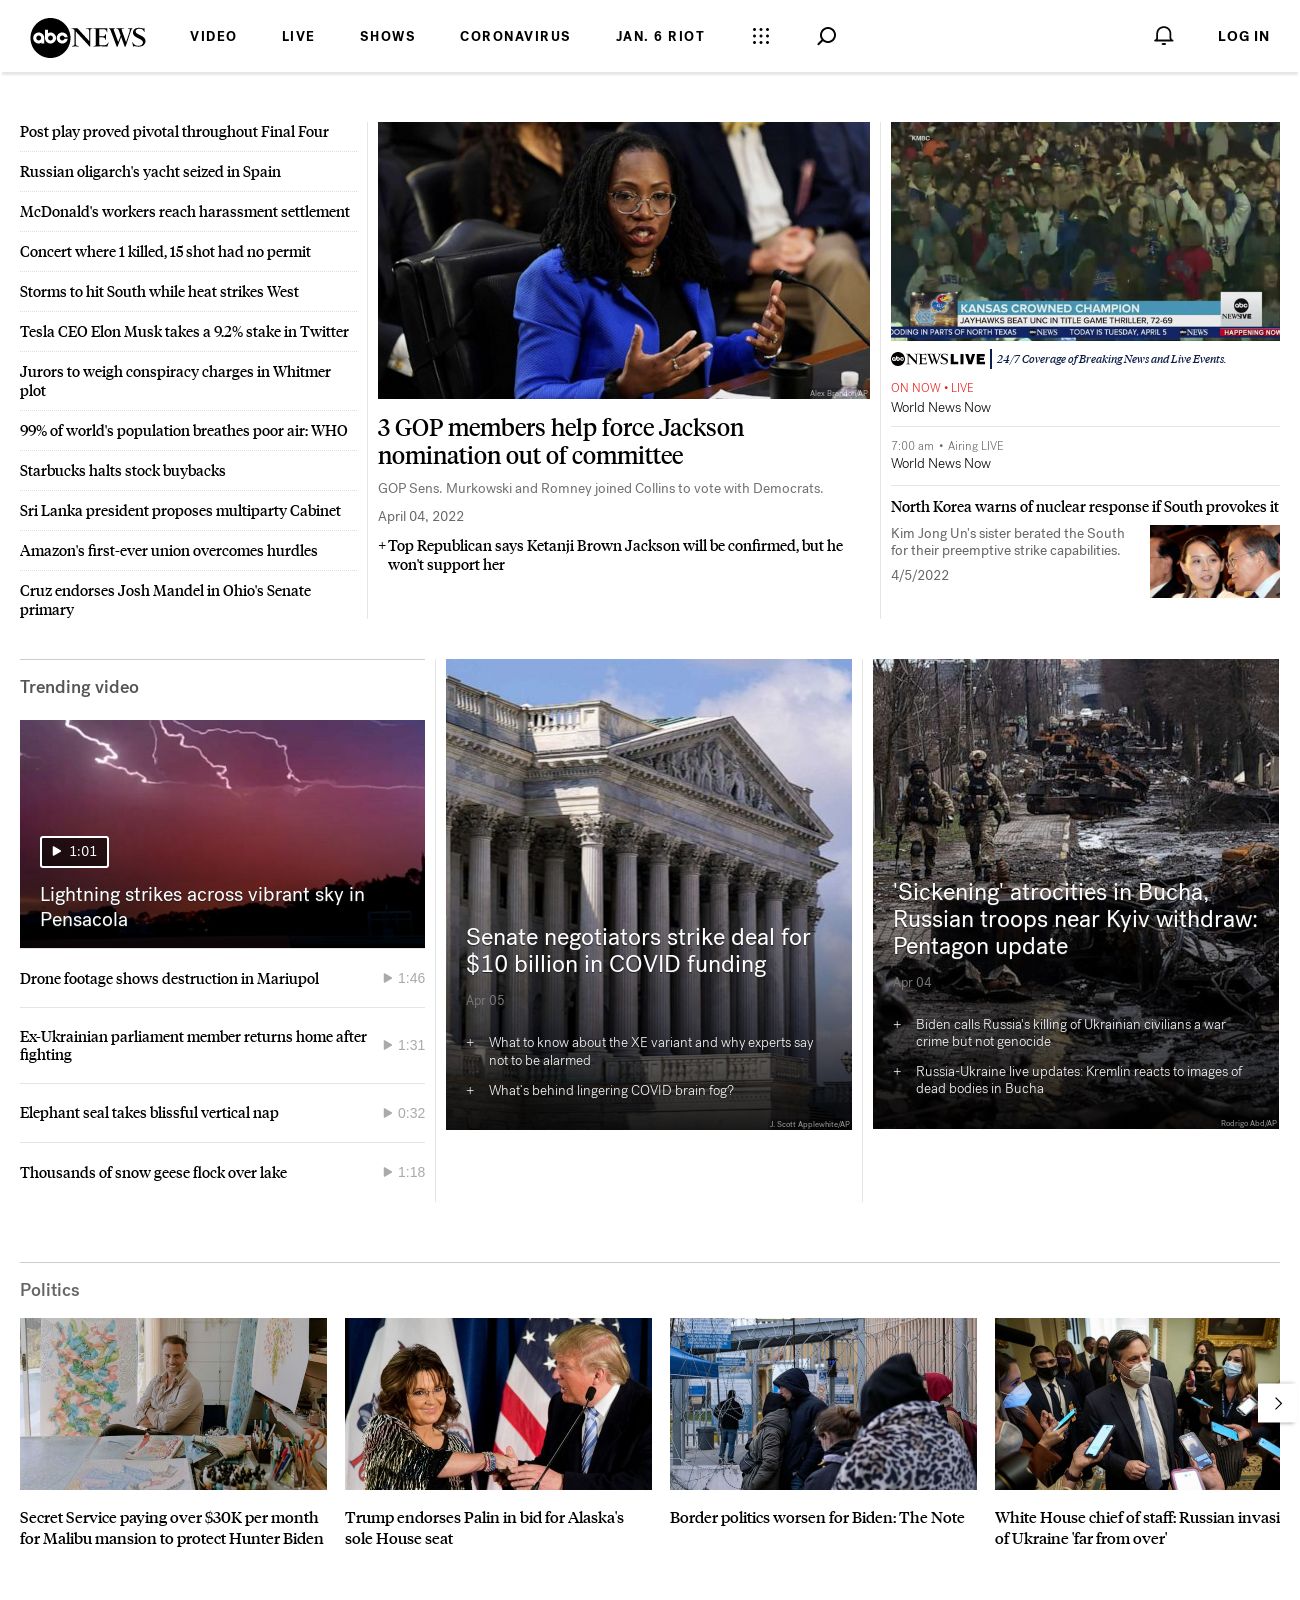 abc NEWS VIDEO LIVE SHOWS CORONAVIRUS JAN. 6 RIOT LOG IN
Post play proved pivotal throughout Final Four
Russian oligarch's yacht seized in Spain
McDonald's workers reach harassment settlement
Concert where 1 killed, 15 shot had no permit
Storms to hit South while heat strikes West
Tesla CEO Elon Musk takes a 9.2% stake in Twitter
Jurors to weigh conspiracy charges in Whitmer
plot
99% of world's population breathes poor air: WHO
Starbucks halts stock buybacks
Sri Lanka president proposes multiparty Cabinet
Amazon's first-ever union overcomes hurdles
Cruz endorses Josh Mandel in Ohio's Senate
primary
Alex Brandon/AP
3 GOP members help force Jackson
nomination out of committee
GOP Sens. Murkowski and Romney joined Collins to vote with Democrats.
April 04, 2022
+ Top Republican says Ketanji Brown Jackson will be confirmed, but he
won't support her
KMBC
KANSAS CROWNED CHAMPION
JAYHAWKS BEAT UNC IN TITLE GAME THRILLER, 72-69
abc NEWS LIVE
OODING IN PARTS OF NORTH TEXAS abc NEWS TODAY IS TUESDAY, APRIL 5 abc NEWS HAPPENING NOW
abc NEWS LIVE 24/7 Coverage of Breaking News and Live Events.
ON NOW • LIVE
World News Now
7:00 am • Airing LIVE
World News Now
North Korea warns of nuclear response if South provokes it
Kim Jong Un's sister berated the South
for their preemptive strike capabilities.
4/5/2022
Trending video
1:01
Lightning strikes across vibrant sky in
Pensacola
Drone footage shows destruction in Mariupol 1:46
Ex-Ukrainian parliament member returns home after
fighting 1:31
Elephant seal takes blissful vertical nap 0:32
Thousands of snow geese flock over lake 1:18
Senate negotiators strike deal for
$10 billion in COVID funding
Apr 05
+ What to know about the XE variant and why experts say
not to be alarmed
+ What's behind lingering COVID brain fog?
J. Scott Applewhite/AP
'Sickening' atrocities in Bucha,
Russian troops near Kyiv withdraw:
Pentagon update
Apr 04
+ Biden calls Russia's killing of Ukrainian civilians a war
crime but not genocide
+ Russia-Ukraine live updates: Kremlin reacts to images of
dead bodies in Bucha
Rodrigo Abd/AP
Politics
Secret Service paying over $30K per month
for Malibu mansion to protect Hunter Biden
Trump endorses Palin in bid for Alaska's
sole House seat
Border politics worsen for Biden: The Note
White House chief of staff: Russian invasi
of Ukraine 'far from over'